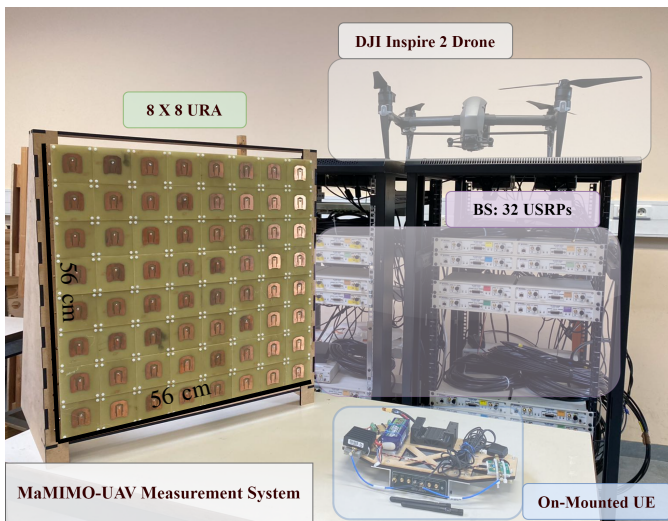 DJI Inspire 2 Drone
8 X 8 URA
BS: 32 USRPs
56 cm
56 cm
MaMIMO-UAV Measurement System
On-Mounted UE